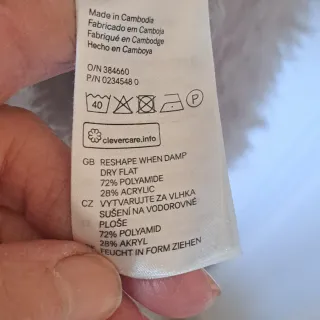 Made in Cambodia
Fabricado em Camboja
Fabriqué en Cambodge
Hecho en Camboya
O/N 384660
P/N 0234548 0
40 P
clevercare.info
GB RESHAPE WHEN DAMP
DRY FLAT
72% POLYAMIDE
28% ACRYLIC
CZ VYTVARUJTE ZA VLHKA
SUŠENÍ NA VODOROVNÉ
PLOŠE
72% POLYAMID
28% AKRYL
FEUCHT IN FORM ZIEHEN